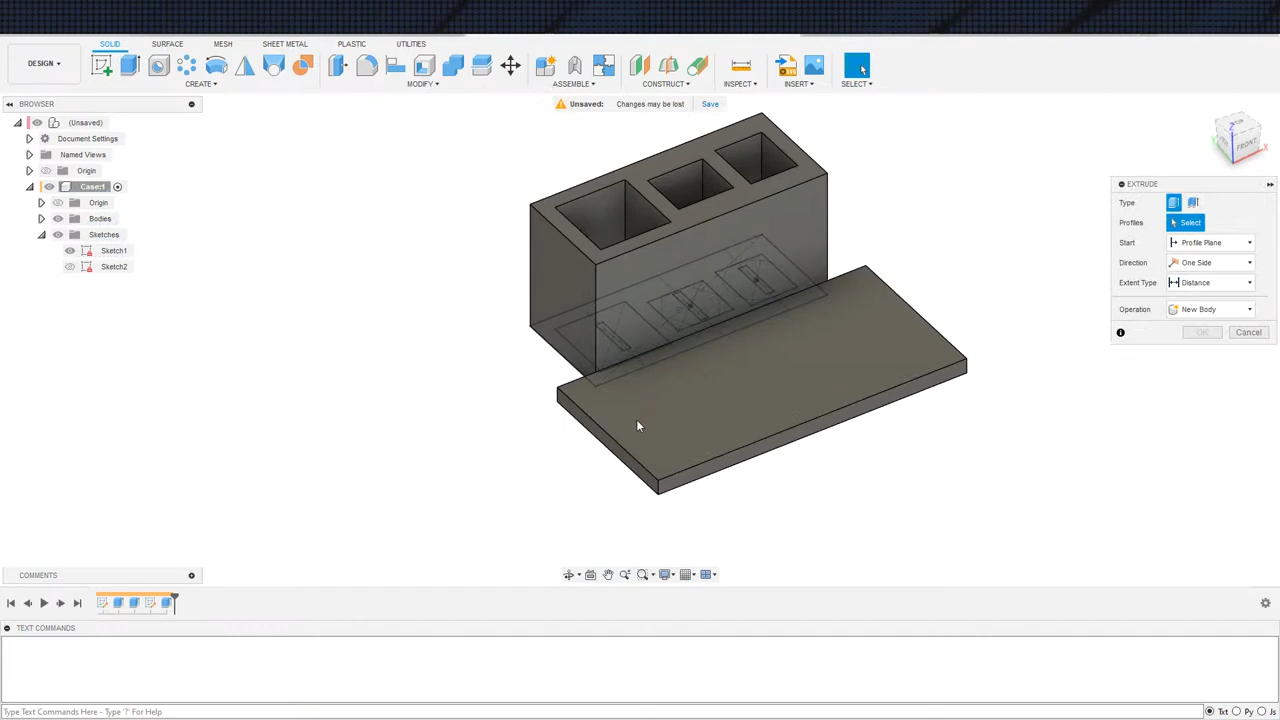 SOLID SURFACE MESH SHEET METAL PLASTIC UTILITIES
DESIGN
CREATE MODIFY ASSEMBLE CONSTRUCT INSPECT INSERT SELECT
BROWSER
Unsaved: Changes may be lost Save
(Unsaved)
Document Settings
Named Views
Origin
Case:1
Origin
Bodies
Sketches
Sketch1
Sketch2
FRONT
X
EXTRUDE
Type
Profiles Select
Start Profile Plane
Direction One Side
Extent Type Distance
Operation New Body
OK Cancel
COMMENTS
TEXT COMMANDS
Type Text Commands Here - Type '?' For Help
Txt Py Js